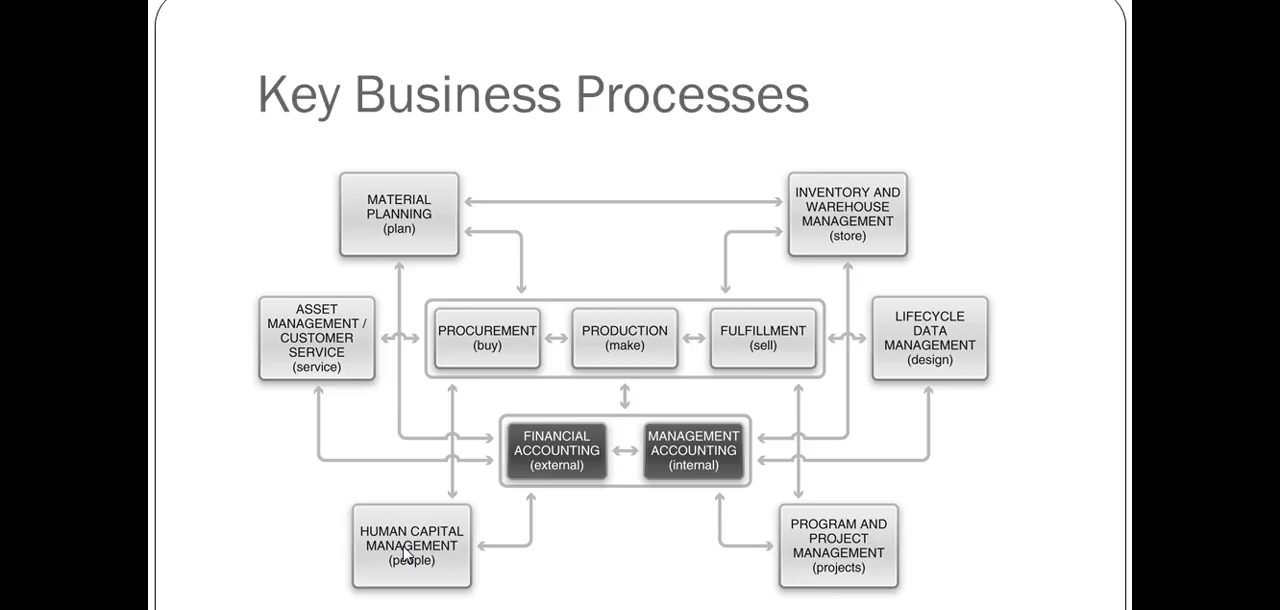 Key Business Processes
MATERIAL
PLANNING
(plan)
INVENTORY AND
WAREHOUSE
MANAGEMENT
(store)
ASSET
MANAGEMENT /
CUSTOMER
SERVICE
(service)
PROCUREMENT
(buy)
PRODUCTION
(make)
FULFILLMENT
(sell)
LIFECYCLE
DATA
MANAGEMENT
(design)
FINANCIAL
ACCOUNTING
(external)
MANAGEMENT
ACCOUNTING
(internal)
HUMAN CAPITAL
MANAGEMENT
(people)
PROGRAM AND
PROJECT
MANAGEMENT
(projects)